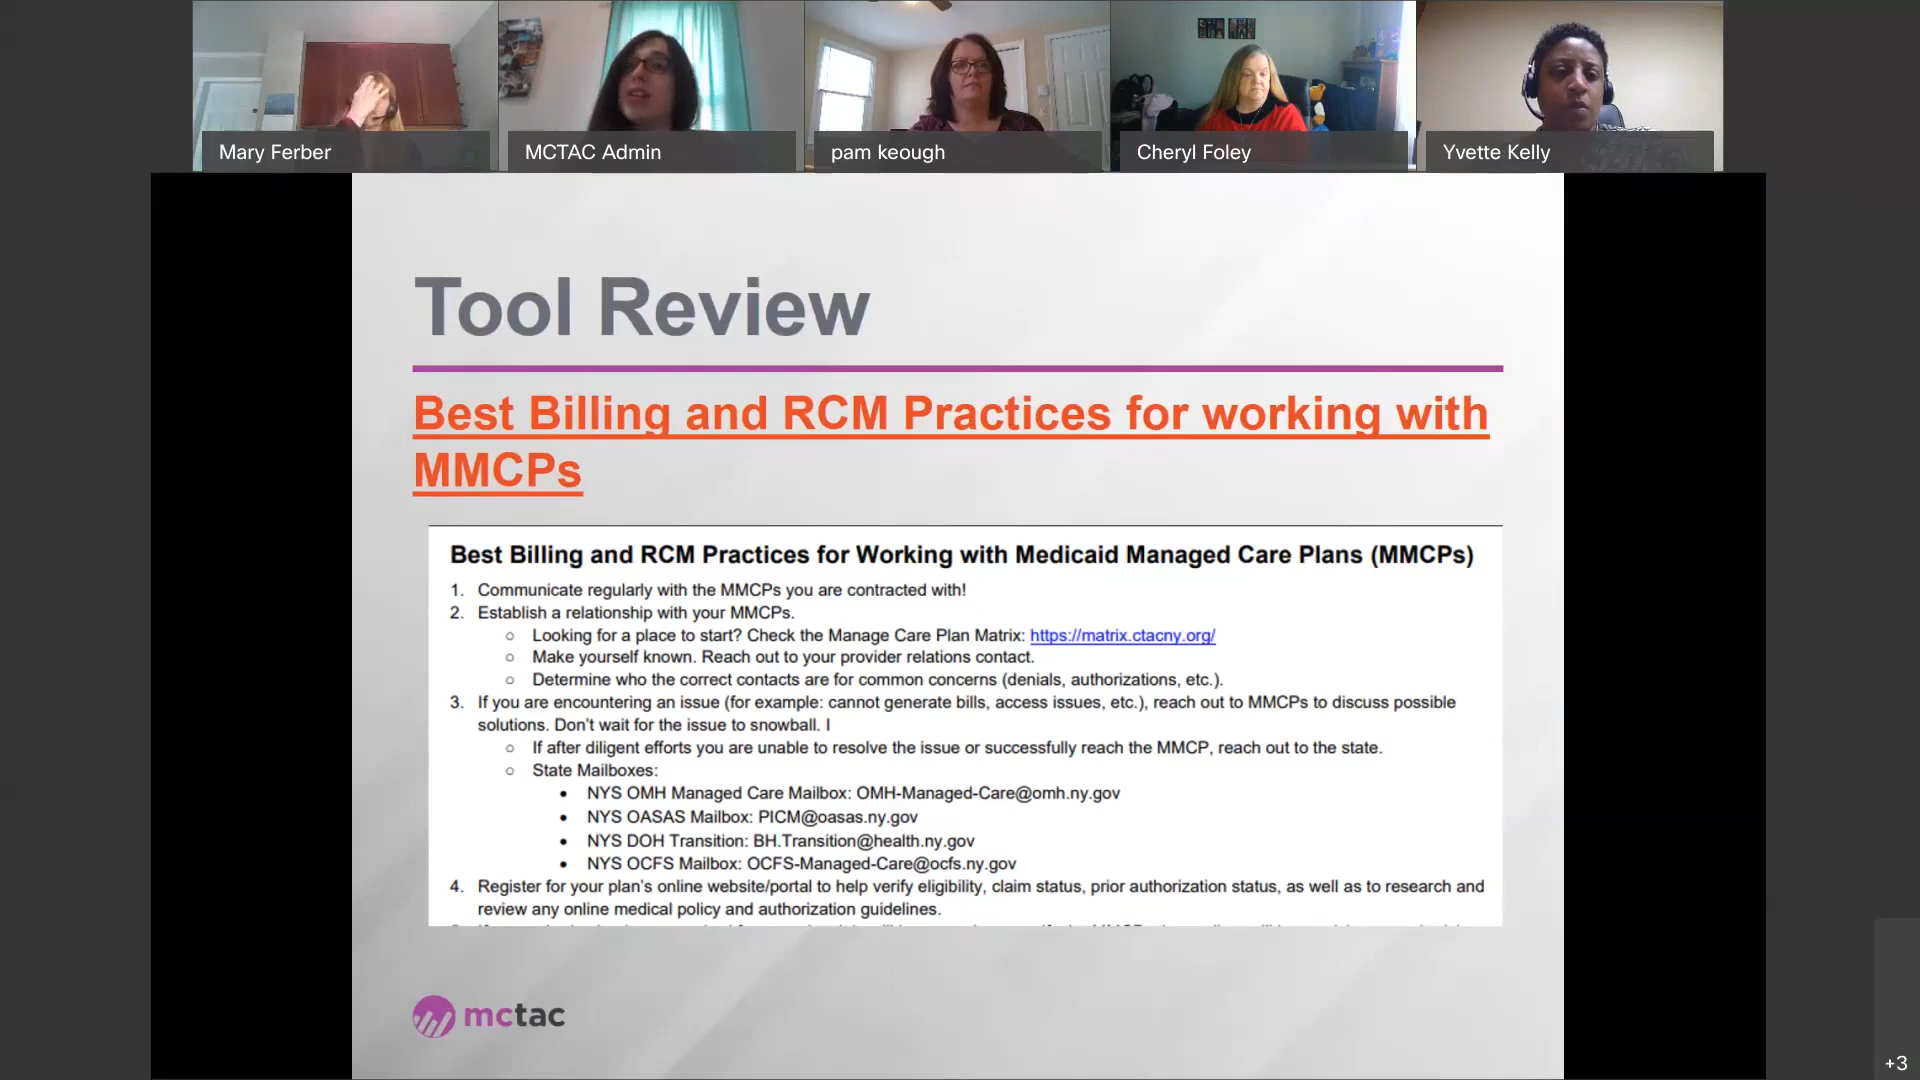 Mary Ferber
MCTAC Admin
pam keough
Cheryl Foley
Yvette Kelly
Tool Review
Best Billing and RCM Practices for working with
MMCPs
Best Billing and RCM Practices for Working with Medicaid Managed Care Plans (MMCPs)
1. Communicate regularly with the MMCPs you are contracted with!
2. Establish a relationship with your MMCPs.
○ Looking for a place to start? Check the Manage Care Plan Matrix: https://matrix.ctacny.org/
○ Make yourself known. Reach out to your provider relations contact.
○ Determine who the correct contacts are for common concerns (denials, authorizations, etc.).
3. If you are encountering an issue (for example: cannot generate bills, access issues, etc.), reach out to MMCPs to discuss possible
solutions. Don't wait for the issue to snowball. I
○ If after diligent efforts you are unable to resolve the issue or successfully reach the MMCP, reach out to the state.
○ State Mailboxes:
• NYS OMH Managed Care Mailbox: OMH-Managed-Care@omh.ny.gov
• NYS OASAS Mailbox: PICM@oasas.ny.gov
• NYS DOH Transition: BH.Transition@health.ny.gov
• NYS OCFS Mailbox: OCFS-Managed-Care@ocfs.ny.gov
4. Register for your plan's online website/portal to help verify eligibility, claim status, prior authorization status, as well as to research and
review any online medical policy and authorization guidelines.
mctac
+3